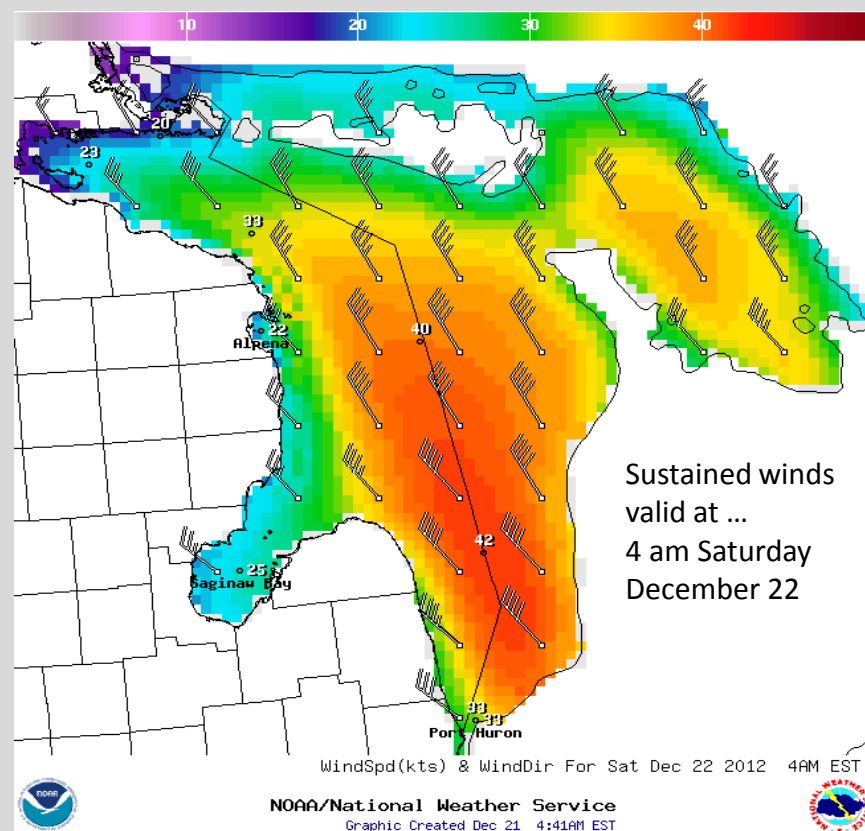 10 20 30 40
20
23
33
40
22
Alpena
Sustained winds
valid at …
4 am Saturday
December 22
42
25
Saginaw Bay
33
33
Port Huron
WindSpd(kts) & WindDir For Sat Dec 22 2012 4AM EST
NOAA
NOAA/National Weather Service
Graphic Created Dec 21 4:41AM EST